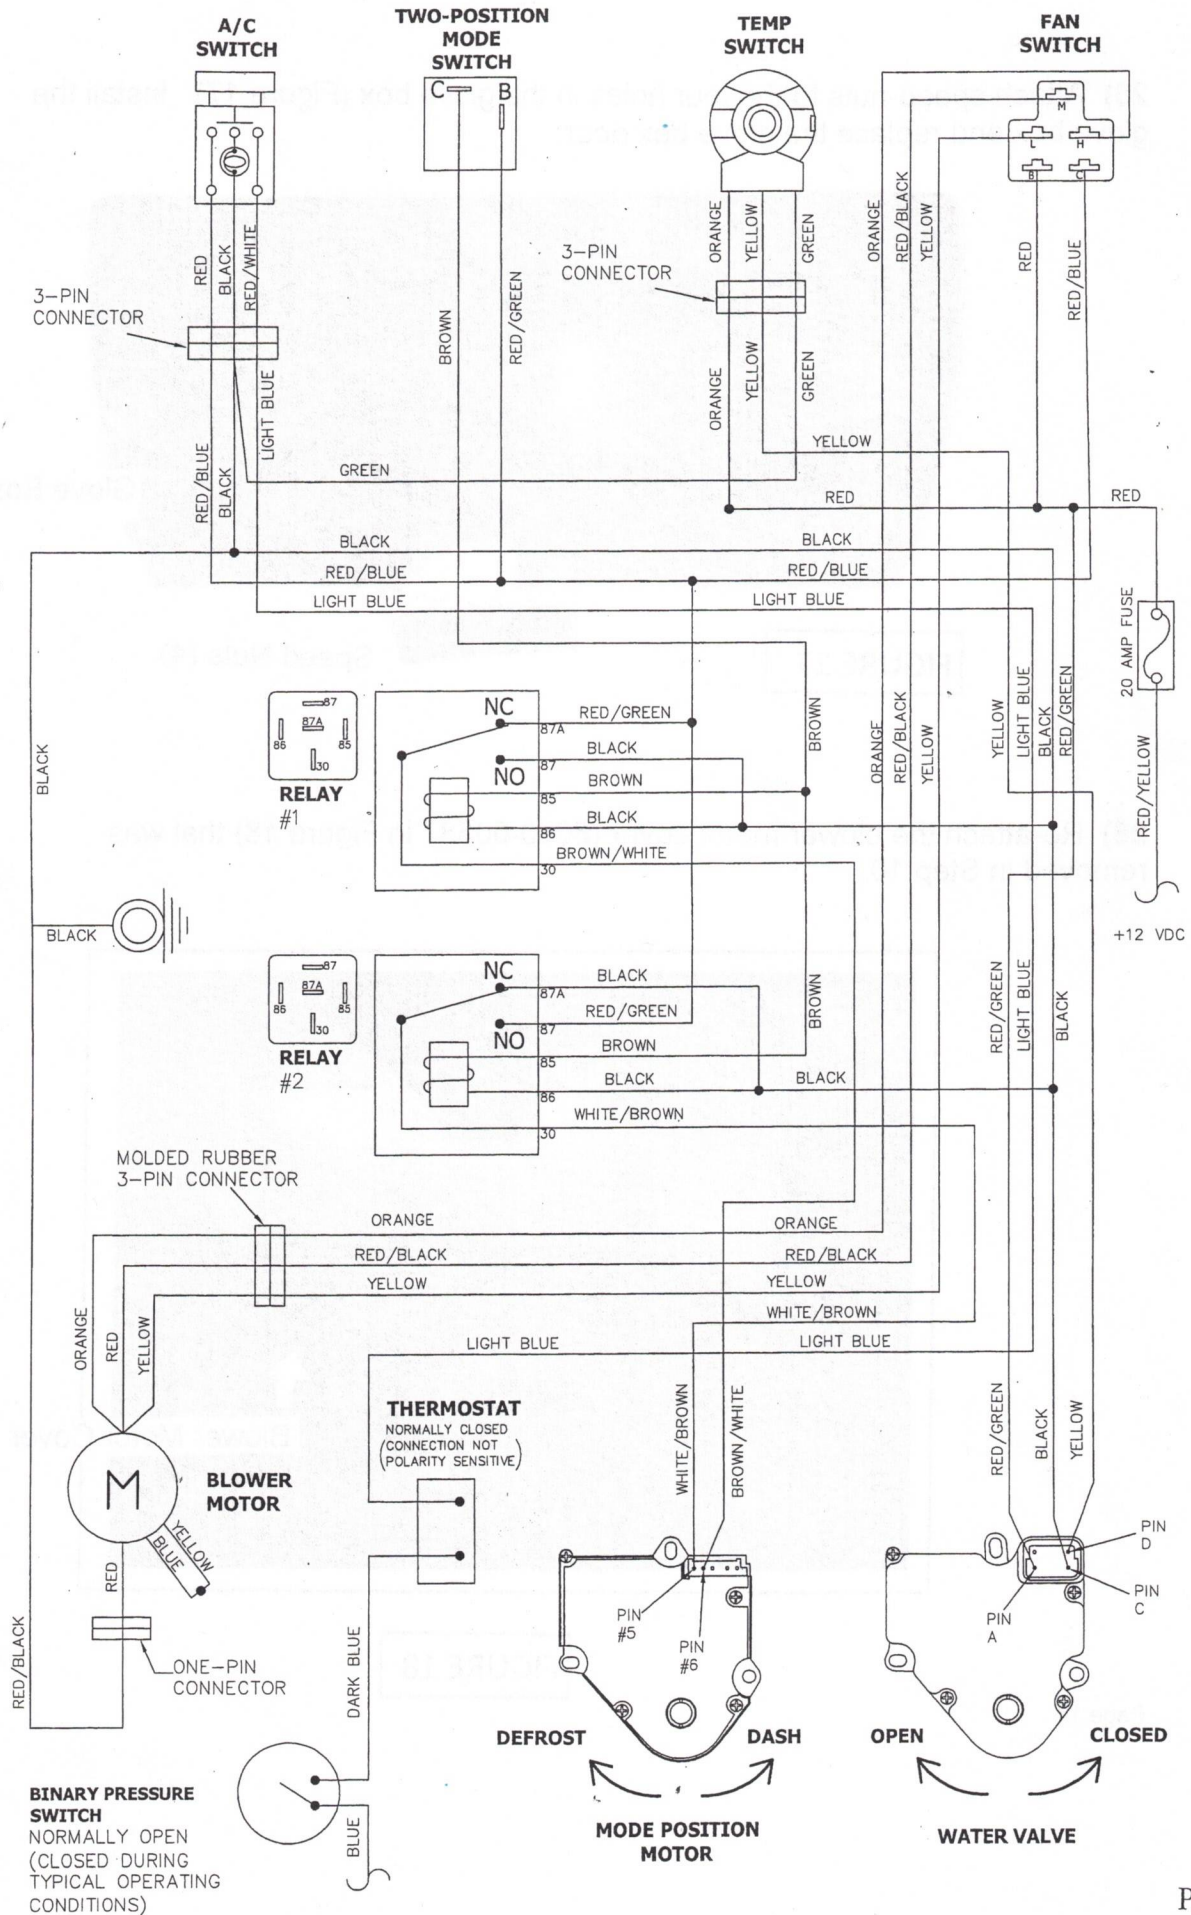 A/C
SWITCH
TWO-POSITION
MODE
SWITCH
TEMP
SWITCH
FAN
SWITCH
C
B
M
L
H
B
C
RED
BLACK
RED/WHITE
BROWN
RED/GREEN
ORANGE
YELLOW
GREEN
ORANGE
RED/BLACK
YELLOW
RED
RED/BLUE
3-PIN
CONNECTOR
3-PIN
CONNECTOR
RED/BLUE
BLACK
LIGHT BLUE
ORANGE
YELLOW
GREEN
YELLOW
GREEN
RED
RED
BLACK
BLACK
RED/BLUE
RED/BLUE
LIGHT BLUE
LIGHT BLUE
20 AMP FUSE
87
87A
86
85
30
RELAY
#1
NC
NO
87A
87
85
86
30
RED/GREEN
BLACK
BROWN
BLACK
BROWN/WHITE
BROWN
ORANGE
RED/BLACK
YELLOW
YELLOW
LIGHT BLUE
BLACK
RED/GREEN
RED/YELLOW
+12 VDC
BLACK
BLACK
87
87A
86
85
30
RELAY
#2
NC
NO
87A
87
85
86
30
BLACK
RED/GREEN
BROWN
BLACK
BLACK
WHITE/BROWN
BROWN
RED/GREEN
LIGHT BLUE
BLACK
MOLDED RUBBER
3-PIN CONNECTOR
ORANGE
ORANGE
RED/BLACK
RED/BLACK
YELLOW
YELLOW
WHITE/BROWN
LIGHT BLUE
LIGHT BLUE
ORANGE
RED
YELLOW
THERMOSTAT
NORMALLY CLOSED
(CONNECTION NOT
POLARITY SENSITIVE)
WHITE/BROWN
BROWN/WHITE
RED/GREEN
BLACK
YELLOW
M
BLOWER
MOTOR
YELLOW
BLUE
RED
RED/BLACK
ONE-PIN
CONNECTOR
DARK BLUE
PIN
#5
PIN
#6
PIN
D
PIN
C
PIN
A
DEFROST
DASH
OPEN
CLOSED
MODE POSITION
MOTOR
WATER VALVE
BINARY PRESSURE
SWITCH
NORMALLY OPEN
(CLOSED DURING
TYPICAL OPERATING
CONDITIONS)
BLUE
P